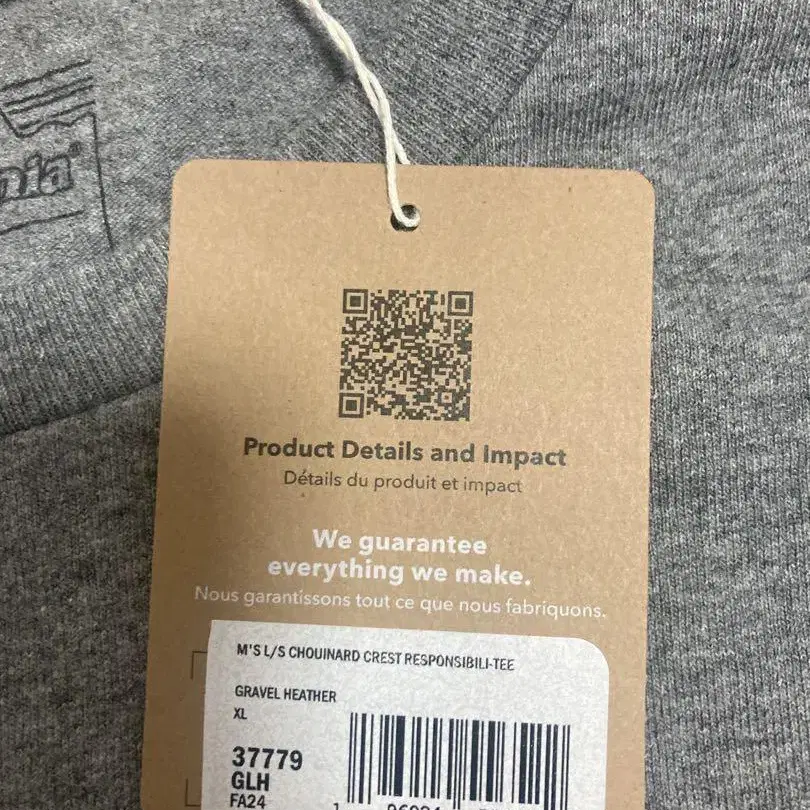 nia®
Product Details and Impact
Détails du produit et impact
We guarantee
everything we make.
Nous garantissons tout ce que nous fabriquons.
M'S L/S CHOUINARD CREST RESPONSIBILI-TEE
GRAVEL HEATHER
XL
37779
GLH
FA24